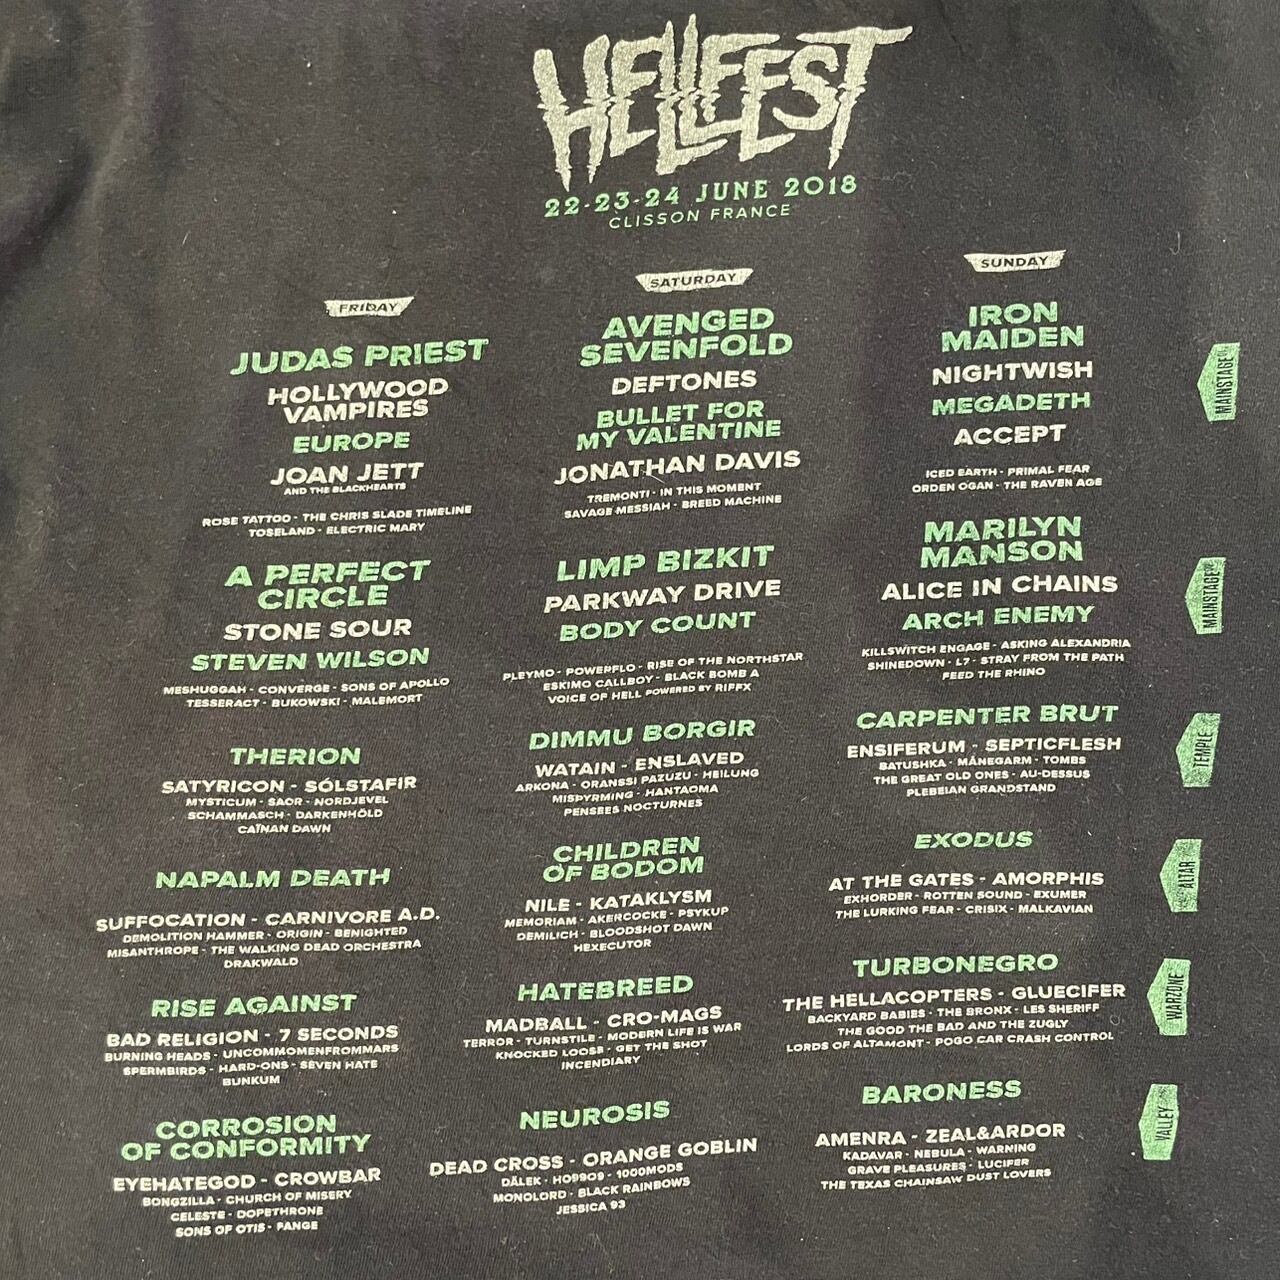 HELLFEST
22-23-24 JUNE 2018
CLISSON FRANCE
FRIDAY
JUDAS PRIEST
HOLLYWOOD
VAMPIRES
EUROPE
JOAN JETT
AND THE BLACKHEARTS
ROSE TATTOO - THE CHRIS SLADE TIMELINE
TOSELAND - ELECTRIC MARY
A PERFECT
CIRCLE
STONE SOUR
STEVEN WILSON
MESHUGGAH - CONVERGE - SONS OF APOLLO
TESSERACT - BUKOWSKI - MALEMORT
THERION
SATYRICON - SÓLSTAFIR
MYSTICUM - SAOR - NORDJEVEL
SCHAMMASCH - DARKENHÖLD
CAÏNAN DAWN
NAPALM DEATH
SUFFOCATION - CARNIVORE A.D.
DEMOLITION HAMMER - ORIGIN - BENIGHTED
MISANTHROPE - THE WALKING DEAD ORCHESTRA
DRAKWALD
RISE AGAINST
BAD RELIGION - 7 SECONDS
BURNING HEADS - UNCOMMOMENFROMMARS
SPERMBIRDS - HARD-ONS - SEVEN HATE
BUNKUM
CORROSION
OF CONFORMITY
EYEHATEGOD - CROWBAR
BONGZILLA - CHURCH OF MISERY
CELESTE - DOPETHRONE
SONS OF OTIS - FANGE
SATURDAY
AVENGED
SEVENFOLD
DEFTONES
BULLET FOR
MY VALENTINE
JONATHAN DAVIS
TREMONTI - IN THIS MOMENT
SAVAGE MESSIAH - BREED MACHINE
LIMP BIZKIT
PARKWAY DRIVE
BODY COUNT
PLEYMO - POWERFLO - RISE OF THE NORTHSTAR
ESKIMO CALLBOY - BLACK BOMB A
VOICE OF HELL POWERED BY RIFFX
DIMMU BORGIR
WATAIN - ENSLAVED
ARKONA - ORANSSI PAZUZU - HEILUNG
MISÞYRMING - HANTAOMA
PENSEES NOCTURNES
CHILDREN
OF BODOM
NILE - KATAKLYSM
MEMORIAM - AKERCOCKE - PSYKUP
DEMILICH - BLOODSHOT DAWN
HEXECUTOR
HATEBREED
MADBALL - CRO-MAGS
TERROR - TURNSTILE - MODERN LIFE IS WAR
KNOCKED LOOSE - GET THE SHOT
INCENDIARY
NEUROSIS
DEAD CROSS - ORANGE GOBLIN
DÄLEK - HO99O9 - 1000MODS
MONOLORD - BLACK RAINBOWS
JESSICA 93
SUNDAY
IRON
MAIDEN
NIGHTWISH
MEGADETH
ACCEPT
ICED EARTH - PRIMAL FEAR
ORDEN OGAN - THE RAVEN AGE
MARILYN
MANSON
ALICE IN CHAINS
ARCH ENEMY
KILLSWITCH ENGAGE - ASKING ALEXANDRIA
SHINEDOWN - L7 - STRAY FROM THE PATH
FEED THE RHINO
CARPENTER BRUT
ENSIFERUM - SEPTICFLESH
BATUSHKA - MÅNEGARM - TOMBS
THE GREAT OLD ONES - AU-DESSUS
PLEBEIAN GRANDSTAND
EXODUS
AT THE GATES - AMORPHIS
EXHORDER - ROTTEN SOUND - EXUMER
THE LURKING FEAR - CRISIX - MALKAVIAN
TURBONEGRO
THE HELLACOPTERS - GLUECIFER
BACKYARD BABIES - THE BRONX - LES SHERIFF
THE GOOD THE BAD AND THE ZUGLY
LORDS OF ALTAMONT - POGO CAR CRASH CONTROL
BARONESS
AMENRA - ZEAL&ARDOR
KADAVAR - NEBULA - WARNING
GRAVE PLEASURES - LUCIFER
THE TEXAS CHAINSAW DUST LOVERS
MAINSTAGE
MAINSTAGE
TEMPLE
ALTAR
WARZONE
VALLEY